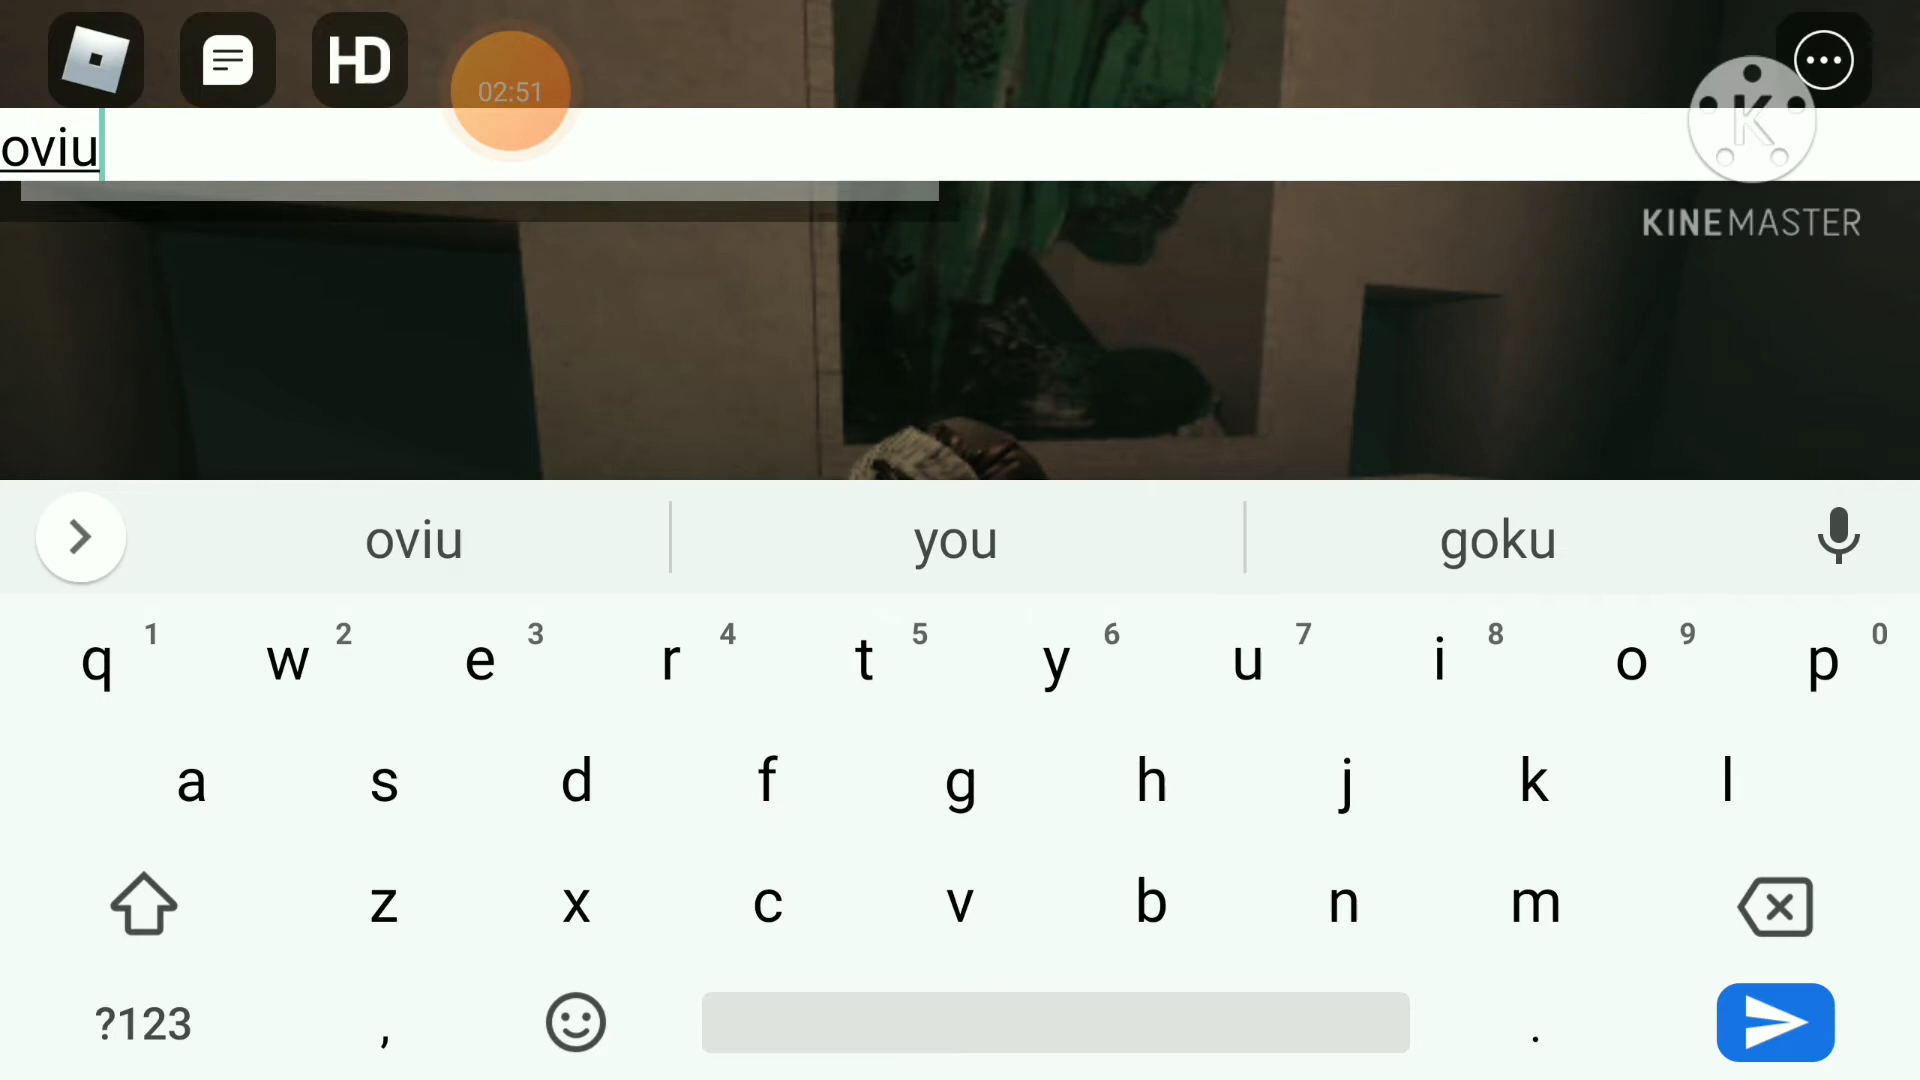 HD
02:51
oviu
K
KINEMASTER
oviu you goku
q 1 w 2 e 3 r 4 t 5 y 6 u 7 i 8 o 9 p 0
a s d f g h j k l
z x c v b n m
?123 , .